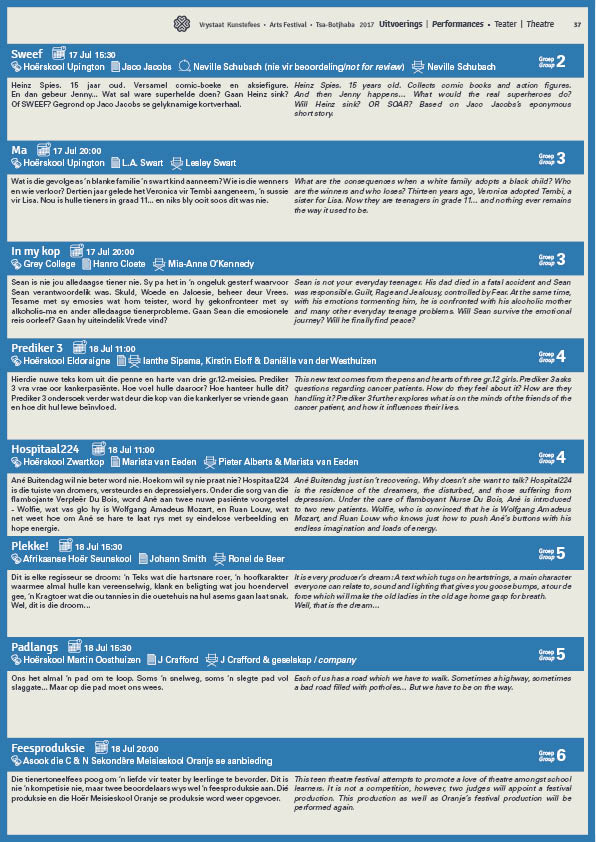 Vrystaat Kunstefees • Arts Festival • Tsa-Botjhaba 2017 Uitvoerings | Performances • Teater | Theatre 37
Sweef 17 Jul 15:30
Hoërskool Upington Jaco Jacobs Neville Schubach (nie vir beoordeling/not for review) Neville Schubach
Groep
Group 2
Heinz Spies. 15 jaar oud. Versamel comic-boeke en aksiefigure.
En dan gebeur Jenny... Wat sal ware superhelde doen? Gaan Heinz sink?
Of SWEEF? Gegrond op Jaco Jacobs se gelyknamige kortverhaal.
Heinz Spies. 15 years old. Collects comic books and action figures.
And then Jenny happens... What would the real superheroes do?
Will Heinz sink? OR SOAR? Based on Jaco Jacobs's eponymous
short story.
Ma 17 Jul 20:00
Hoërskool Upington L.A. Swart Lesley Swart
Groep
Group 3
Wat is die gevolge as 'n blanke familie 'n swart kind aanneem? Wie is die wenners
en wie verloor? Dertien jaar gelede het Veronica vir Tembi aangeneem, 'n sussie
vir Lisa. Nou is hulle tieners in graad 11... en niks bly ooit soos dit was nie.
What are the consequences when a white family adopts a black child? Who
are the winners and who loses? Thirteen years ago, Veronica adopted Tembi, a
sister for Lisa. Now they are teenagers in grade 11... and nothing ever remains
the way it used to be.
In my kop 17 Jul 20:00
Grey College Hanro Cloete Mia-Anne O'Kennedy
Groep
Group 3
Sean is nie jou alledaagse tiener nie. Sy pa het in 'n ongeluk gesterf waarvoor
Sean verantwoordelik was. Skuld, Woede en Jaloesie, beheer deur Vrees.
Tesame met sy emosies wat hom teister, word hy gekonfronteer met sy
alkoholis-ma en ander alledaagse tienerprobleme. Gaan Sean die emosionele
reis oorleef? Gaan hy uiteindelik Vrede vind?
Sean is not your everyday teenager. His dad died in a fatal accident and Sean
was responsible. Guilt, Rage and Jealousy, controlled by Fear. At the same time,
with his emotions tormenting him, he is confronted with his alcoholic mother
and many other everyday teenage problems. Will Sean survive the emotional
journey? Will he finally find peace?
Prediker 3 18 Jul 11:00
Hoërskool Eldoraigne Ianthe Sipsma, Kirstin Eloff & Daniëlle van der Westhuizen
Groep
Group 4
Hierdie nuwe teks kom uit die penne en harte van drie gr.12-meisies. Prediker
3 vra vrae oor kankerpasiënte. Hoe voel hulle daaroor? Hoe hanteer hulle dit?
Prediker 3 ondersoek verder wat deur die kop van die kankerlyer se vriende gaan
en hoe dit hul lewe beïnvloed.
This new text comes from the pens and hearts of three gr.12 girls. Prediker 3 asks
questions regarding cancer patients. How do they feel about it? How are they
handling it? Prediker 3 further explores what is on the minds of the friends of the
cancer patient, and how it influences their lives.
Hospitaal224 18 Jul 11:00
Hoërskool Zwartkop Marista van Eeden Pieter Alberts & Marista van Eeden
Groep
Group 4
Ané Buitendag wil nie beter word nie. Hoekom wil sy nie praat nie? Hospitaal224
is die tuiste van dromers, versteurdes en depressielyers. Onder die sorg van die
flambojante Verpleër Du Bois, word Ané aan twee nuwe pasiënte voorgestel
- Wolfie, wat vas glo hy is Wolfgang Amadeus Mozart, en Ruan Louw, wat
net weet hoe om Ané se hare te laat rys met sy eindelose verbeelding en
hope energie.
Ané Buitendag just isn't recovering. Why doesn't she want to talk? Hospital224
is the residence of the dreamers, the disturbed, and those suffering from
depression. Under the care of flamboyant Nurse Du Bois, Ané is introduced
to two new patients. Wolfie, who is convinced that he is Wolfgang Amadeus
Mozart, and Ruan Louw who knows just how to push Ané's buttons with his
endless imagination and loads of energy.
Plekke! 18 Jul 15:30
Afrikaanse Hoër Seunskool Johann Smith Ronel de Beer
Groep
Group 5
Dit is elke regisseur se droom: 'n Teks wat die hartsnare roer, 'n hoofkarakter
waarmee almal hulle kan vereenselwig, klank en beligting wat jou hoendervel
gee, 'n Kragtoer wat die ou tannies in die ouetehuis na hul asems gaan laat snak.
Wel, dit is die droom...
It is every producer's dream: A text which tugs on heartstrings, a main character
everyone can relate to, sound and lighting that gives you goose bumps, a tour de
force which will make the old ladies in the old age home gasp for breath.
Well, that is the dream...
Padlangs 18 Jul 15:30
Hoërskool Martin Oosthuizen J Crafford J Crafford & geselskap / company
Groep
Group 5
Ons het almal 'n pad om te loop. Soms 'n snelweg, soms 'n slegte pad vol
slaggate... Maar op die pad moet ons wees.
Each of us has a road which we have to walk. Sometimes a highway, sometimes
a bad road filled with potholes... But we have to be on the way.
Feesproduksie 18 Jul 20:00
Asook die C & N Sekondêre Meisieskool Oranje se aanbieding
Groep
Group 6
Die tienertoneelfees poog om 'n liefde vir teater by leerlinge te bevorder. Dit is
nie 'n kompetisie nie, maar twee beoordelaars wys wel 'n feesproduksie aan. Dié
produksie en die Hoër Meisieskool Oranje se produksie word weer opgevoer.
This teen theatre festival attempts to promote a love of theatre amongst school
learners. It is not a competition, however, two judges will appoint a festival
production. This production as well as Oranje's festival production will be
performed again.